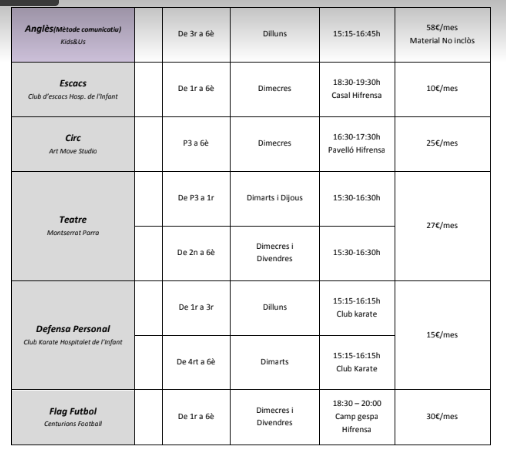 Anglès(Mètode comunicatiu)
Kids&Us
De 3r a 6è
Dilluns
15:15-16:45h
58€/mes
Material No inclòs
Escacs
Club d'escacs Hosp. de l'Infant
De 1r a 6è
Dimecres
18:30-19:30h
Casal Hifrensa
10€/mes
Circ
Art Move Studio
P3 a 6è
Dimecres
16:30-17:30h
Pavelló Hifrensa
25€/mes
Teatre
Montserrat Porra
De P3 a 1r
Dimarts i Dijous
15:30-16:30h
27€/mes
De 2n a 6è
Dimecres i
Divendres
15:30-16:30h
Defensa Personal
Club Karate Hospitalet de l'Infant
De 1r a 3r
Dilluns
15:15-16:15h
Club karate
15€/mes
De 4rt a 6è
Dimarts
15:15-16:15h
Club Karate
Flag Futbol
Centurions Football
De 1r a 6è
Dimecres i
Divendres
18:30 – 20:00
Camp gespa
Hifrensa
30€/mes